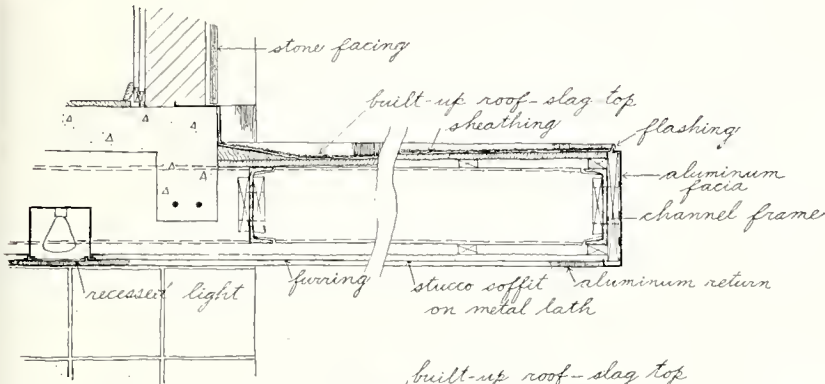 stone facing
built-up roof-slag top
sheathing
flashing
aluminum
facia
channel frame
recessed light
furring
stucco soffit
on metal lath
aluminum return
built-up roof-slag top